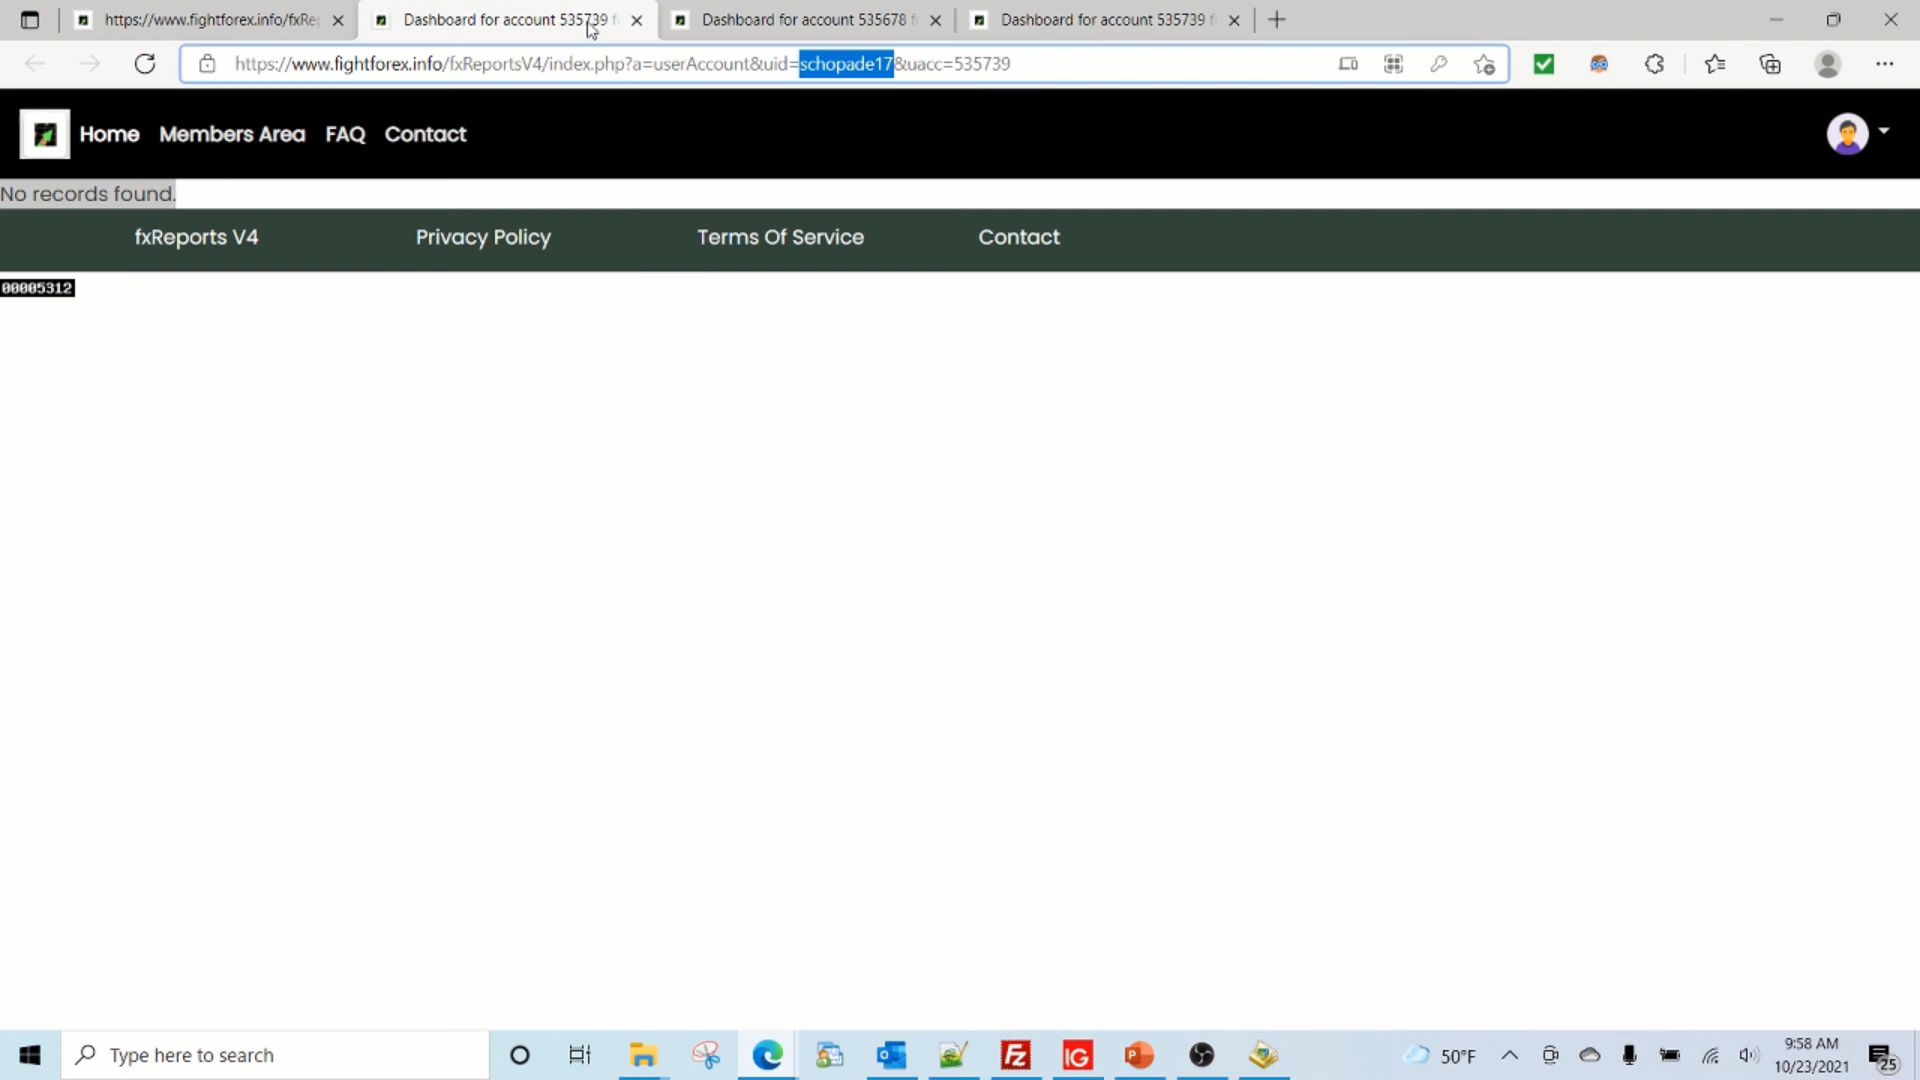 https://www.fightforex.info/fxRe
Dashboard for account 535739 f
Dashboard for account 535678 f
Dashboard for account 535739 f
https://www.fightforex.info/fxReportsV4/index.php?a=userAccount&uid=schopade17&uacc=535739
Home Members Area FAQ Contact
No records found.
fxReports V4 Privacy Policy Terms Of Service Contact
00005312
Type here to search
IG
50°F
9:58 AM
10/23/2021
25